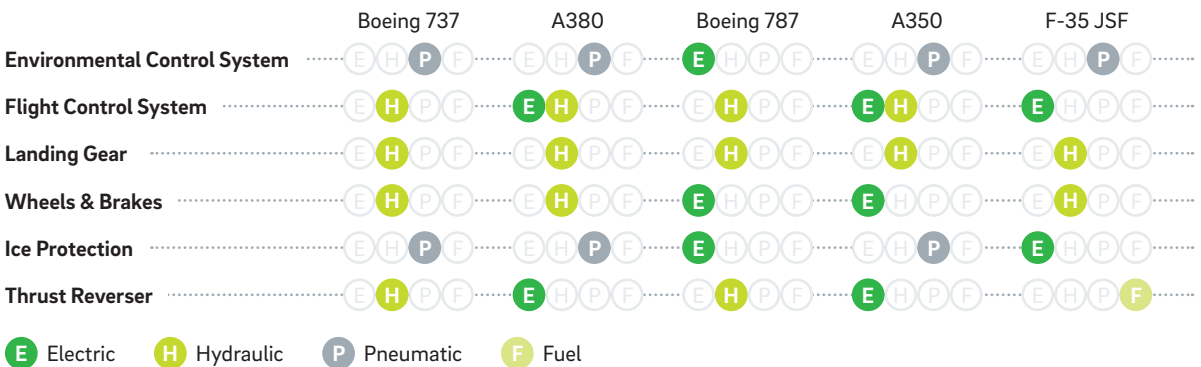 Boeing 737 A380 Boeing 787 A350 F-35 JSF
Environmental Control System E H P F E H P F E H P F E H P F E H P F
Flight Control System E H P F E H P F E H P F E H P F E H P F
Landing Gear E H P F E H P F E H P F E H P F E H P F
Wheels & Brakes E H P F E H P F E H P F E H P F E H P F
Ice Protection E H P F E H P F E H P F E H P F E H P F
Thrust Reverser E H P F E H P F E H P F E H P F E H P F
E Electric H Hydraulic P Pneumatic F Fuel